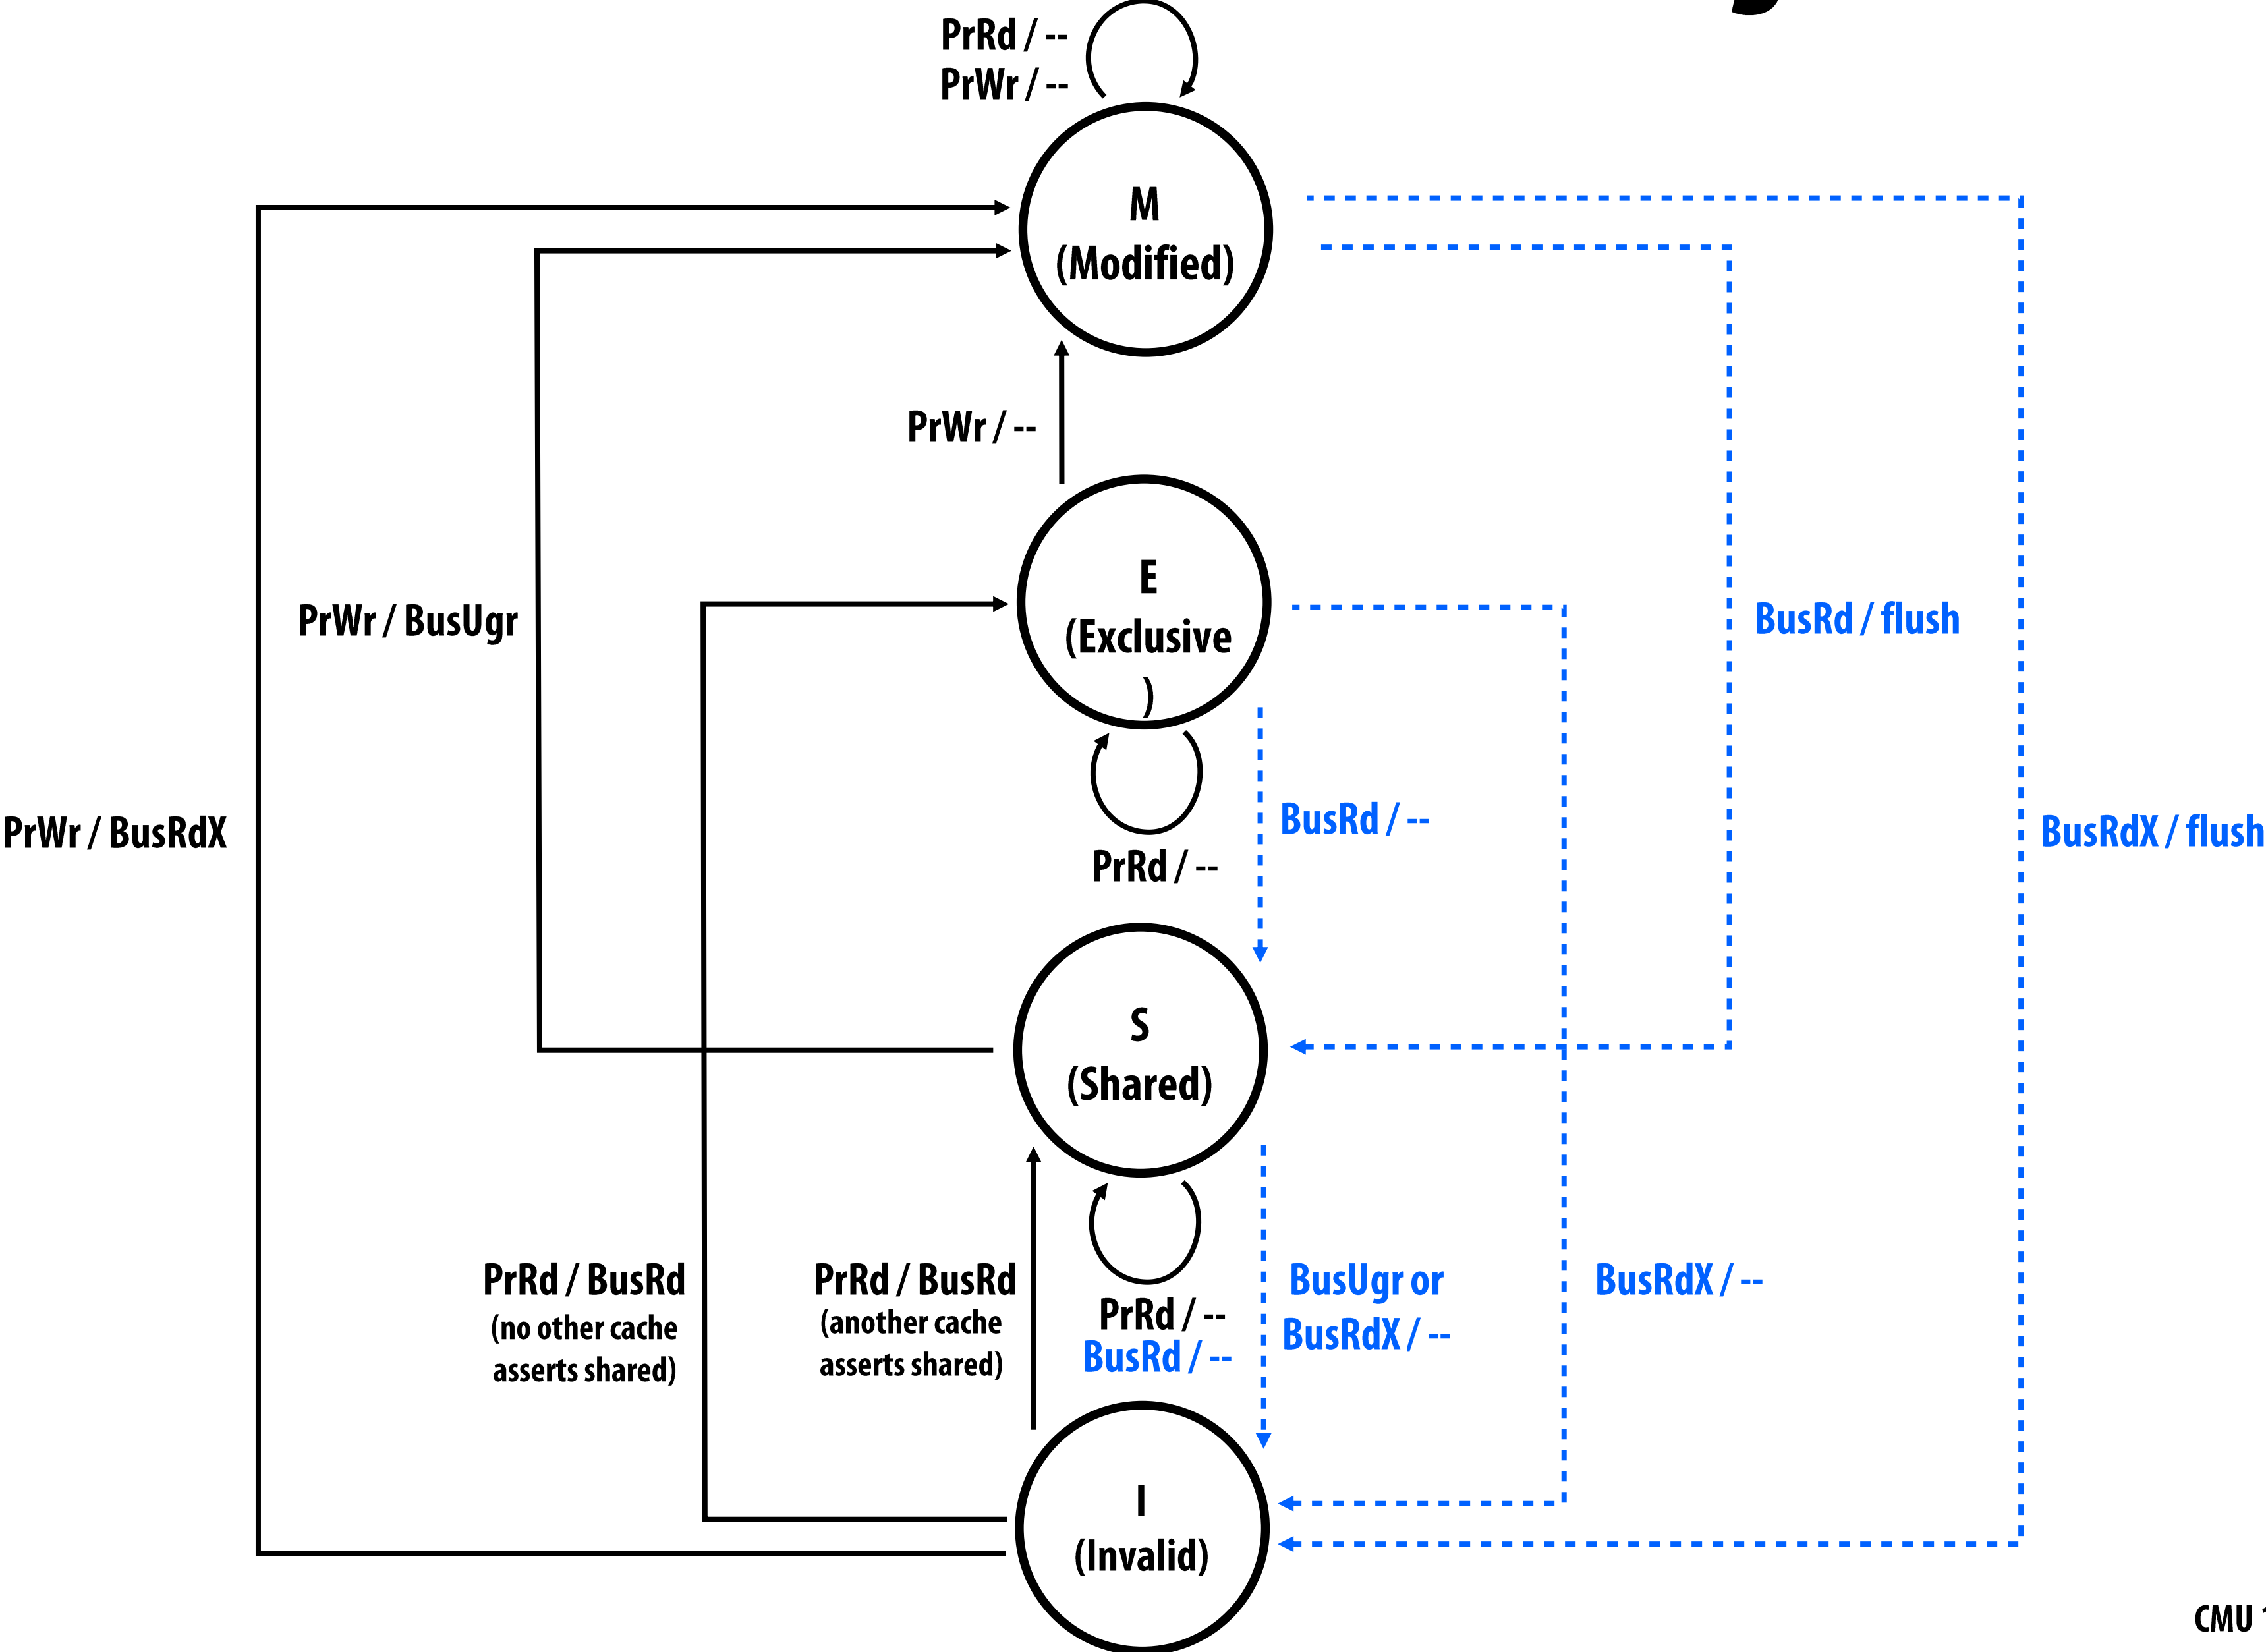 PrRd / --
PrWr / --
M
(Modified)
PrWr / --
E
(Exclusive
)
PrWr / BusUgr
BusRd / flush
PrWr / BusRdX
BusRd / --
BusRdX / flush
PrRd / --
S
(Shared)
PrRd / BusRd
(no other cache
asserts shared)
PrRd / BusRd
(another cache
asserts shared)
PrRd / --
BusRd / --
BusUgr or
BusRdX / --
BusRdX / --
I
(Invalid)
CMU